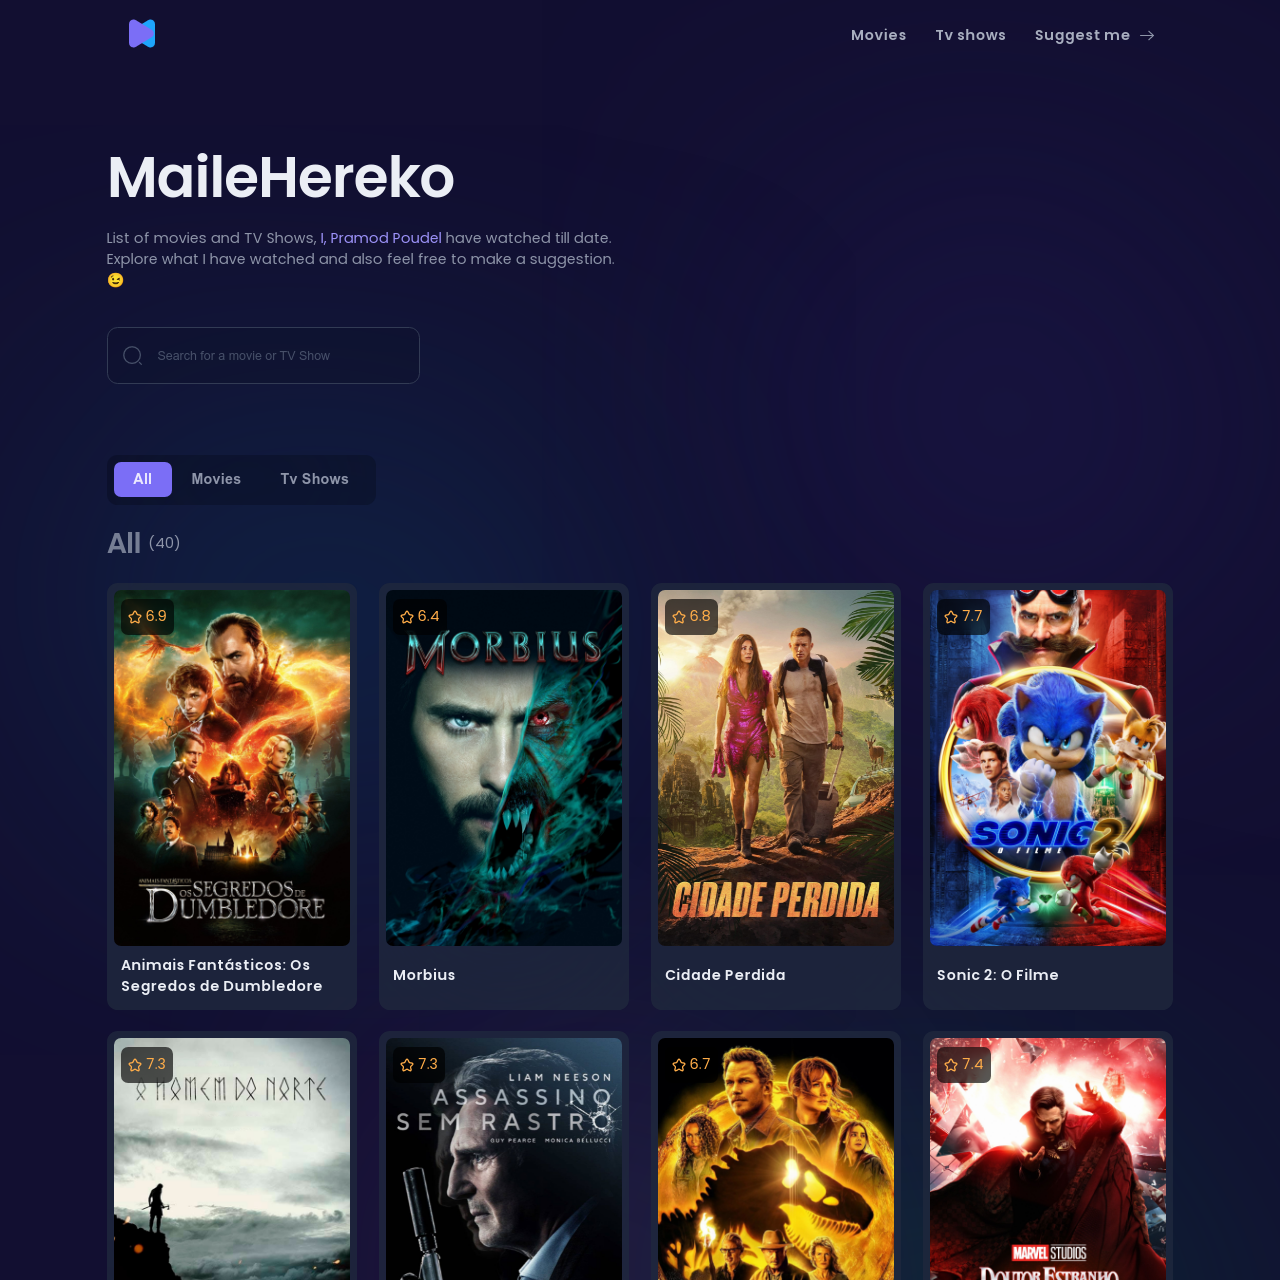 Movies
Tv shows
Suggest me
MaileHereko
List of movies and TV Shows, I, Pramod Poudel have watched till date.
Explore what I have watched and also feel free to make a suggestion.
😉
Search for a movie or TV Show
All
Movies
Tv Shows
All (40)
6.9
ANIMAIS FANTÁSTICOS
OS SEGREDOS DE
DUMBLEDORE
Animais Fantásticos: Os
Segredos de Dumbledore
6.4
MORBIUS
Morbius
6.8
CIDADE PERDIDA
Cidade Perdida
7.7
SONIC 2
O FILME
Sonic 2: O Filme
7.3
O HOMEM DO NORTE
7.3
LIAM NEESON
ASSASSINO
SEM RASTRO
GUY PEARCE MONICA BELLUCCI
6.7
7.4
MARVEL STUDIOS
DOUTOR ESTRANHO